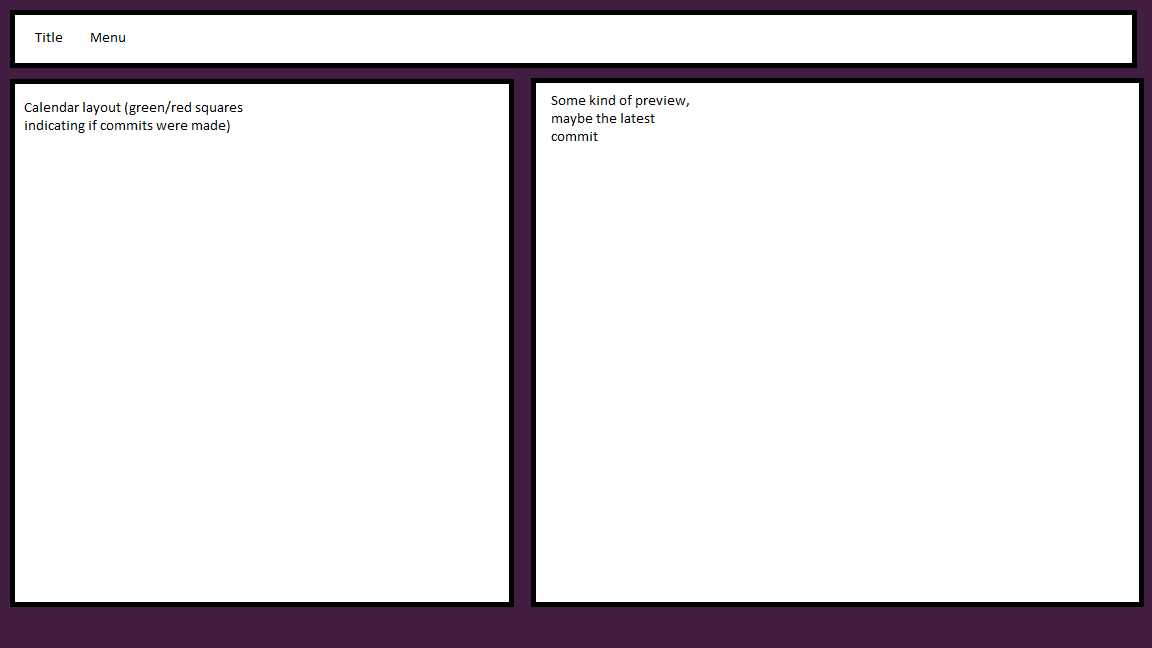 Title Menu
Calendar layout (green/red squares
indicating if commits were made)
Some kind of preview,
maybe the latest
commit